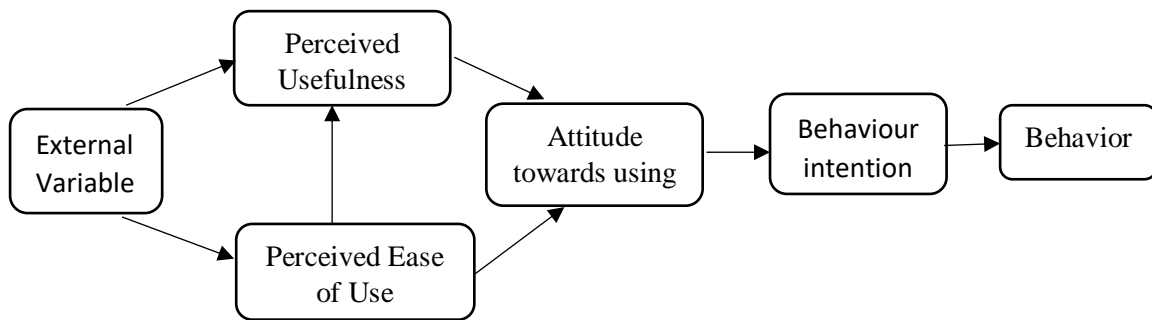 Perceived
Usefulness
External
Variable
Attitude
towards using
Behaviour
intention
Behavior
Perceived Ease
of Use